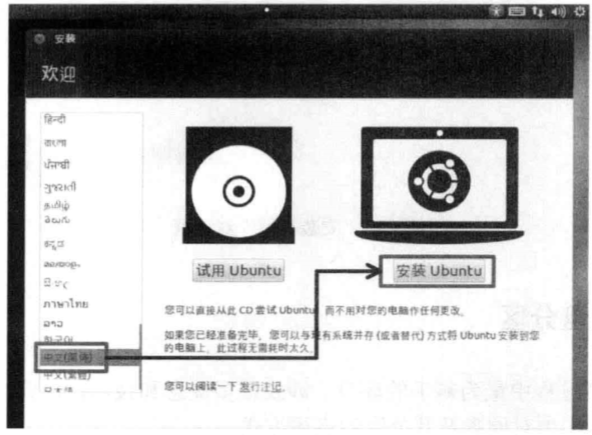 安装
欢迎
हिन्दी
বাংলা
ਪੰਜਾਬੀ
ગુજરાતી
தமிழ்
తెలుగు
ಕನ್ನಡ
ภาษาไทย
ລາວ
한국어
中文(简体)
中文(繁體)
日本语
试用 Ubuntu
安装 Ubuntu
您可以直接从此 CD 尝试 Ubuntu，而不用对您的电脑作任何更改。
如果您已经准备完毕，您可以与现有系统并存(或者替代)方式将 Ubuntu 安装到您
的电脑上，此过程无需耗时太久。
您可以阅读一下 发行注记.